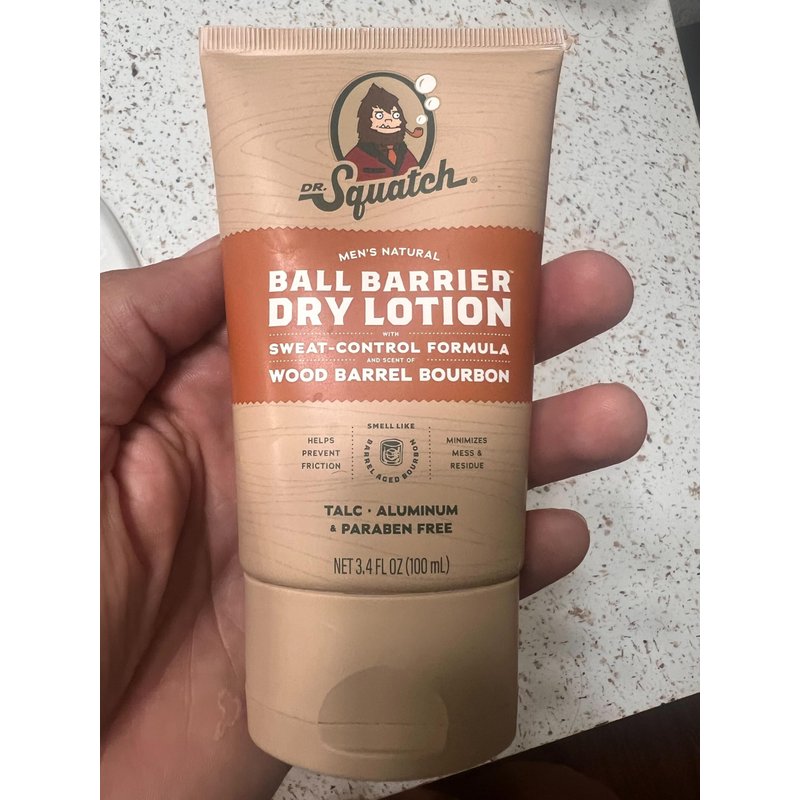 DR.
Squatch®
MEN'S NATURAL
BALL BARRIER™
DRY LOTION
WITH
SWEAT-CONTROL FORMULA
AND SCENT OF
WOOD BARREL BOURBON
HELPS
PREVENT
FRICTION
SMELL LIKE
BARREL AGED BOURBON
MINIMIZES
MESS &
RESIDUE
TALC · ALUMINUM
& PARABEN FREE
NET 3.4 FL OZ (100 mL)